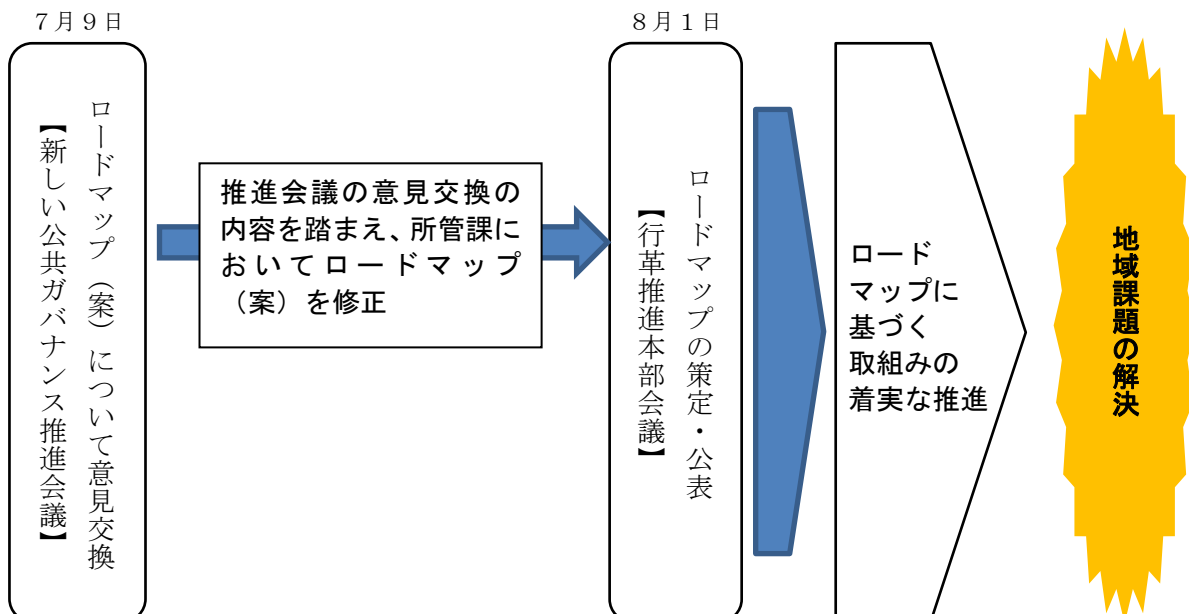 ７月９日
ロードマップ（案）について意見交換
【新しい公共ガバナンス推進会議】
推進会議の意見交換の
内容を踏まえ、所管課に
おいてロードマップ
（案）を修正
８月１日
ロードマップの策定・公表
【行革推進本部会議】
ロード
マップに
基づく
取組みの
着実な推進
地域課題の解決